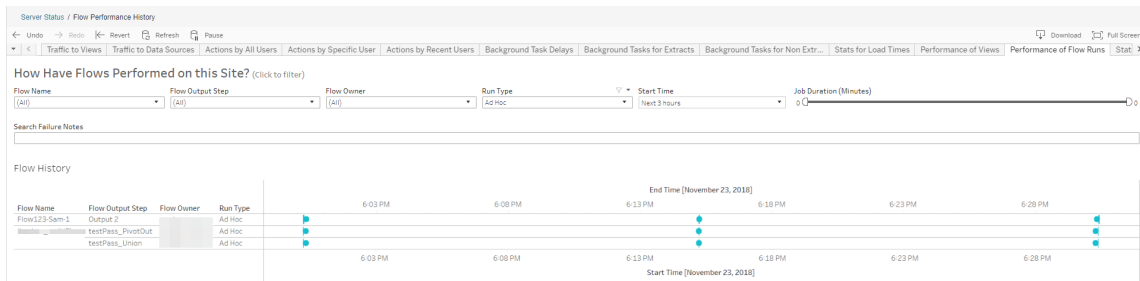 Server Status / Flow Performance History
← Undo → Redo |← Revert Refresh Pause Download Full Screen
Traffic to Views Traffic to Data Sources Actions by All Users Actions by Specific User Actions by Recent Users Background Task Delays Background Tasks for Extracts Background Tasks for Non Extr... Stats for Load Times Performance of Views Performance of Flow Runs Stat
How Have Flows Performed on this Site? (Click to filter)
Flow Name Flow Output Step Flow Owner Run Type Start Time Job Duration (Minutes)
(All) (All) (All) Ad Hoc Next 3 hours 0 0
Search Failure Notes
Flow History
End Time [November 23, 2018]
Flow Name Flow Output Step Flow Owner Run Type 6:03 PM 6:08 PM 6:13 PM 6:18 PM 6:23 PM 6:28 PM
Flow123-Sam-1 Output 2 Ad Hoc
testPass_PivotOut Ad Hoc
testPass_Union Ad Hoc
6:03 PM 6:08 PM 6:13 PM 6:18 PM 6:23 PM 6:28 PM
Start Time [November 23, 2018]